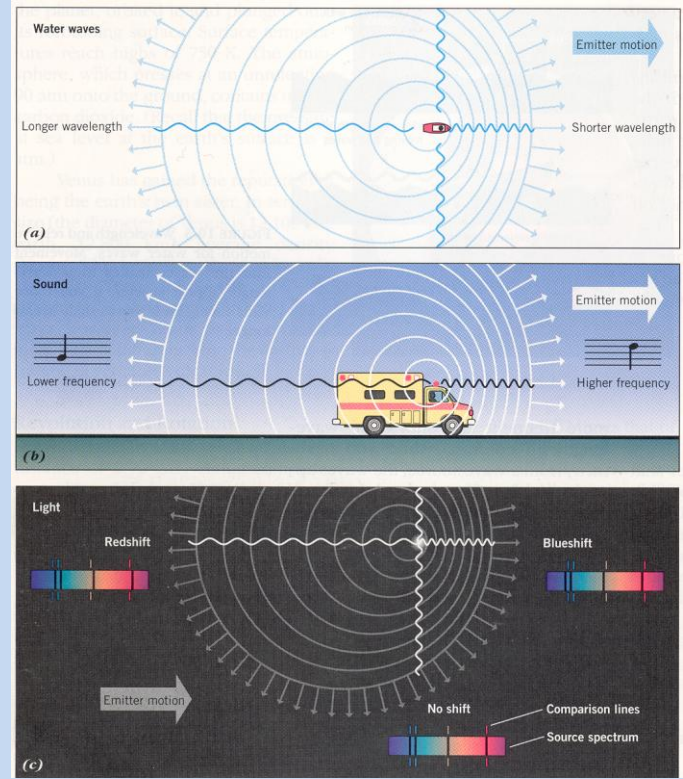 Water waves
Emitter motion
Longer wavelength
Shorter wavelength
(a)
Sound
Emitter motion
Lower frequency
Higher frequency
(b)
Light
Redshift
Blueshift
Emitter motion
No shift
Comparison lines
Source spectrum
(c)